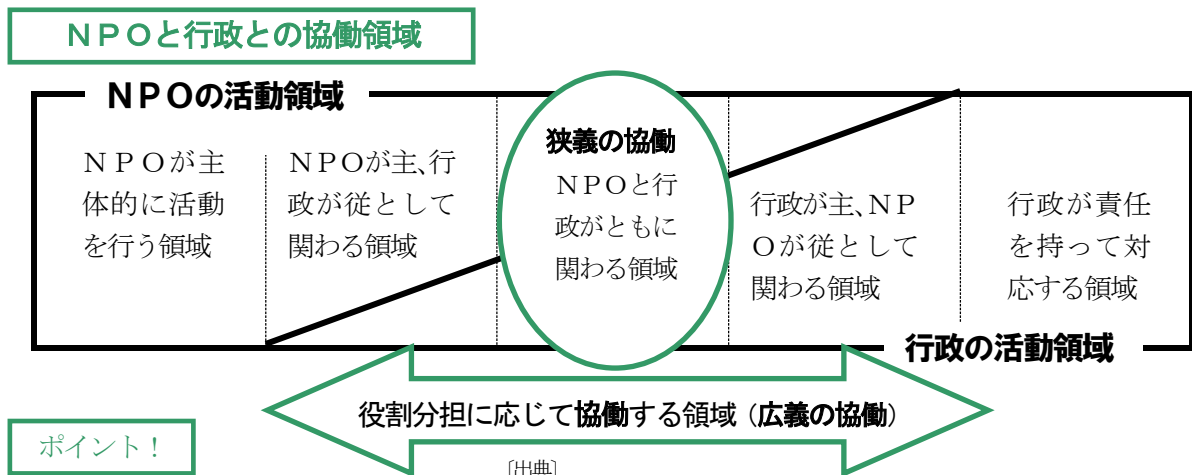 ＮＰＯと行政との協働領域
ＮＰＯの活動領域
ＮＰＯが主
体的に活動
を行う領域
ＮＰＯが主、行
政が従として
関わる領域
狭義の協働
ＮＰＯと行
政がともに
関わる領域
行政が主、ＮＰ
Ｏが従として
関わる領域
行政が責任
を持って対
応する領域
行政の活動領域
役割分担に応じて協働する領域（広義の協働）
ポイント！
〔出典〕